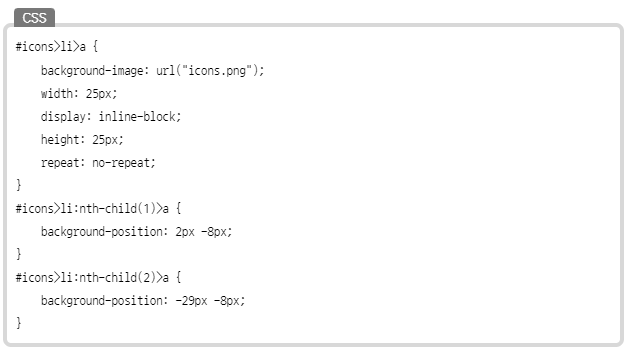 CSS
#icons>li>a {
background-image: url("icons.png");
width: 25px;
display: inline-block;
height: 25px;
repeat: no-repeat;
}
#icons>li:nth-child(1)>a {
background-position: 2px -8px;
}
#icons>li:nth-child(2)>a {
background-position: -29px -8px;
}